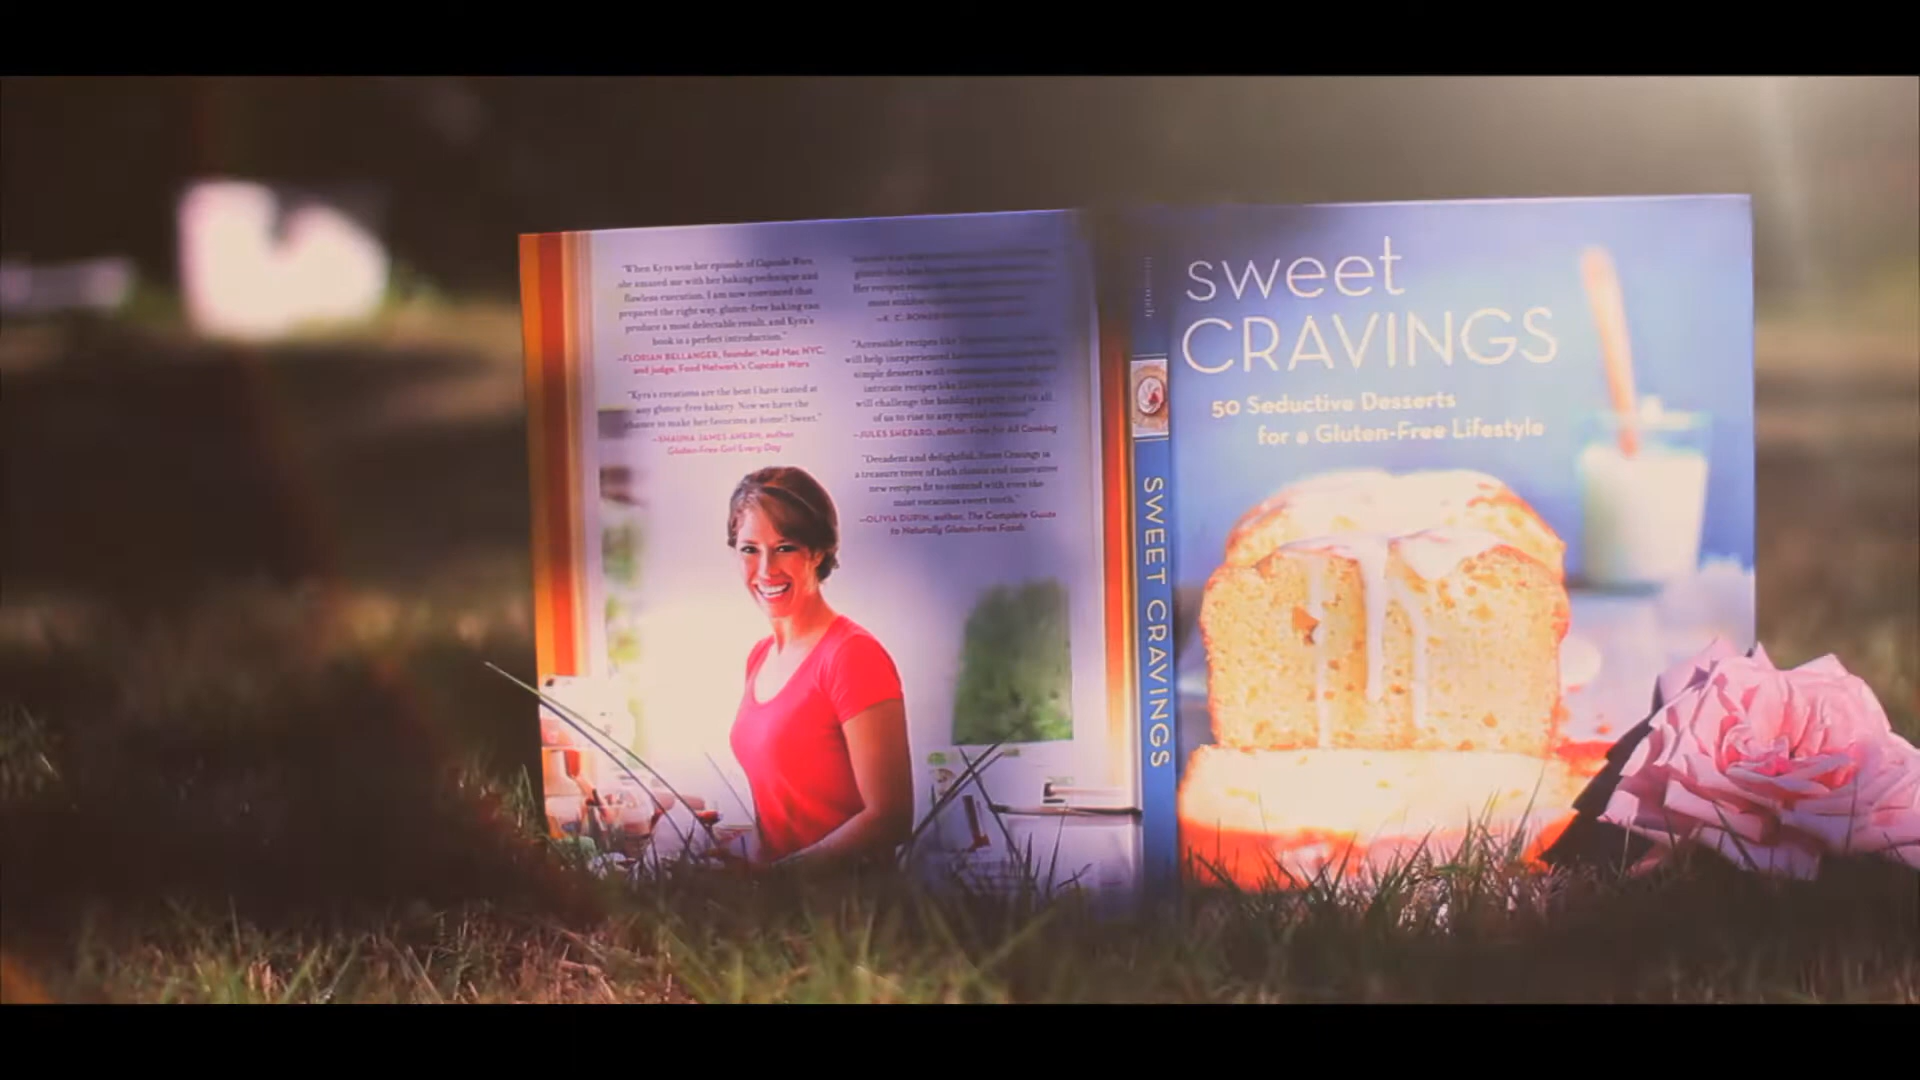 "When Kyra won her episode of Cupcake Wars,
she amazed me with her baking technique and
flawless execution. I am now convinced that
prepared the right way, gluten-free baking can
produce a most delectable result, and Kyra's
book is a perfect introduction."
—FLORIAN BELLANGER, founder, Mad Mac NYC,
and judge, Food Network's Cupcake Wars
"Kyra's creations are the best I have tasted at
any gluten-free bakery. Now we have the
chance to make her favorites at home? Sweet."
—SHAUNA JAMES AHERN, author,
Gluten-Free Girl Every Day
Her recipes
most
—K. C.
"Accessible recipes like
will help inexperienced
simple desserts with
intricate recipes like
will challenge the budding in all
of us to rise to any special occasion."
—JULES SHEPARD, author, Free for All Cooking
"Decadent and delightful, Sweet Cravings is
a treasure trove of both classic and innovative
new recipes fit to contend with even the
most voracious sweet tooth."
—OLIVIA DUPIN, author, The Complete Guide
to Naturally Gluten-Free Foods
SWEET CRAVINGS
sweet
CRAVINGS
50 Seductive Desserts
for a Gluten-Free Lifestyle